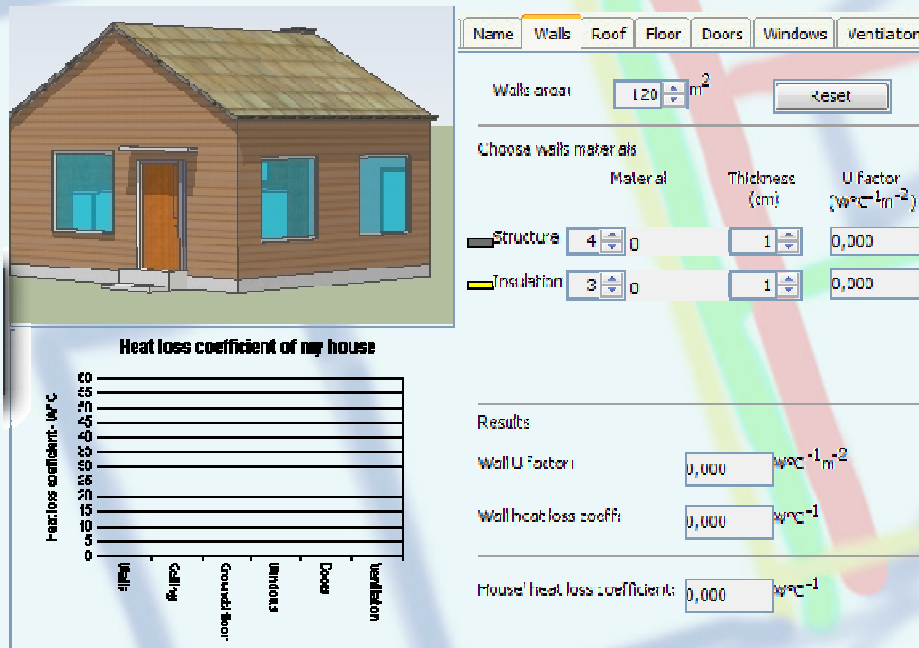 Name Walls Roof Floor Doors Windows Ventilation
Walls area: 120 m²
Reset
Choose walls materials
Material Thickness (cm) U factor (W°C⁻¹m⁻²)
Structure 4 0 1 0,000
Insulation 3 0 1 0,000
Heat loss coefficient of my house
Heat loss coefficient - W/°C
60
55
50
45
40
35
30
25
20
15
10
5
0
Walls
Ceiling
Ground floor
Windows
Doors
Ventilation
Results
Wall U factor: 0,000 W°C⁻¹m⁻²
Wall heat loss coeff: 0,000 W°C⁻¹
House' heat loss coefficient: 0,000 W°C⁻¹